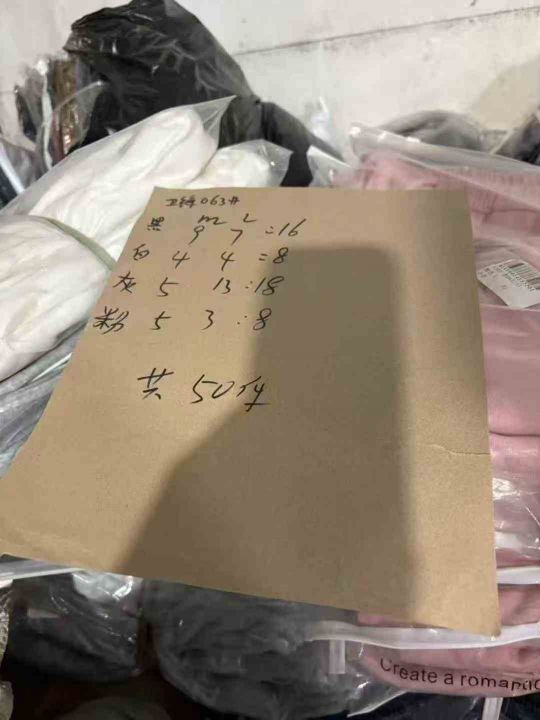 卫裤063#
m L
黑 9 7 =16
白 4 4 =8
灰 5 13 :18
粉 5 3 :8
共 50件
Create a romantic